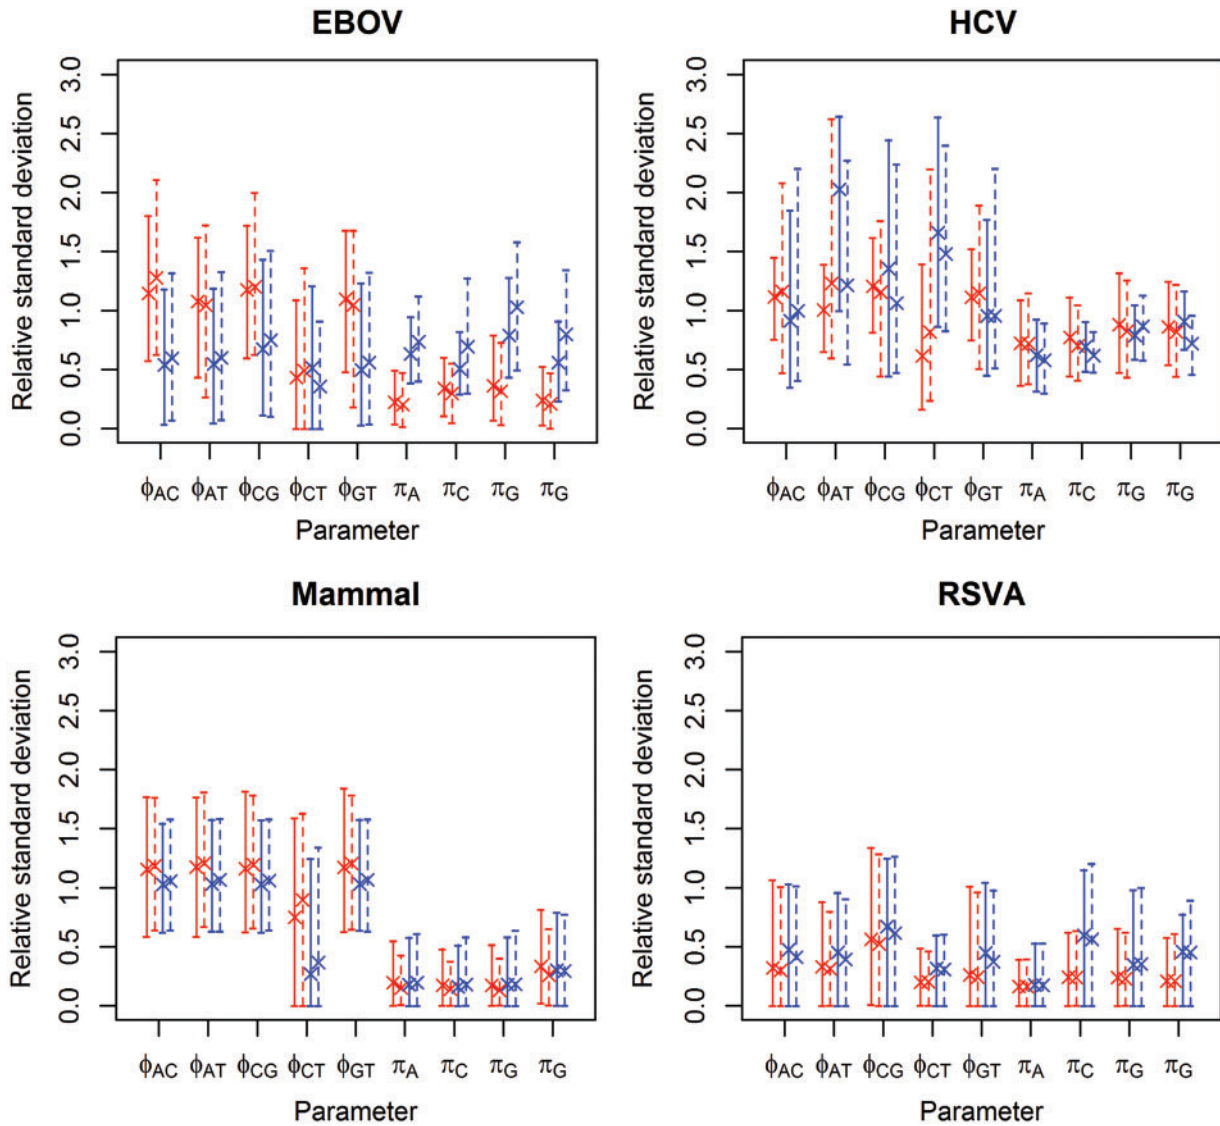 EBOV
Relative standard deviation
3.0
2.5
2.0
1.5
1.0
0.5
0.0
ϕAC ϕAT ϕCG ϕCT ϕGT πA πC πG πG
Parameter
HCV
Relative standard deviation
3.0
2.5
2.0
1.5
1.0
0.5
0.0
ϕAC ϕAT ϕCG ϕCT ϕGT πA πC πG πG
Parameter
Mammal
Relative standard deviation
3.0
2.5
2.0
1.5
1.0
0.5
0.0
ϕAC ϕAT ϕCG ϕCT ϕGT πA πC πG πG
Parameter
RSVA
Relative standard deviation
3.0
2.5
2.0
1.5
1.0
0.5
0.0
ϕAC ϕAT ϕCG ϕCT ϕGT πA πC πG πG
Parameter